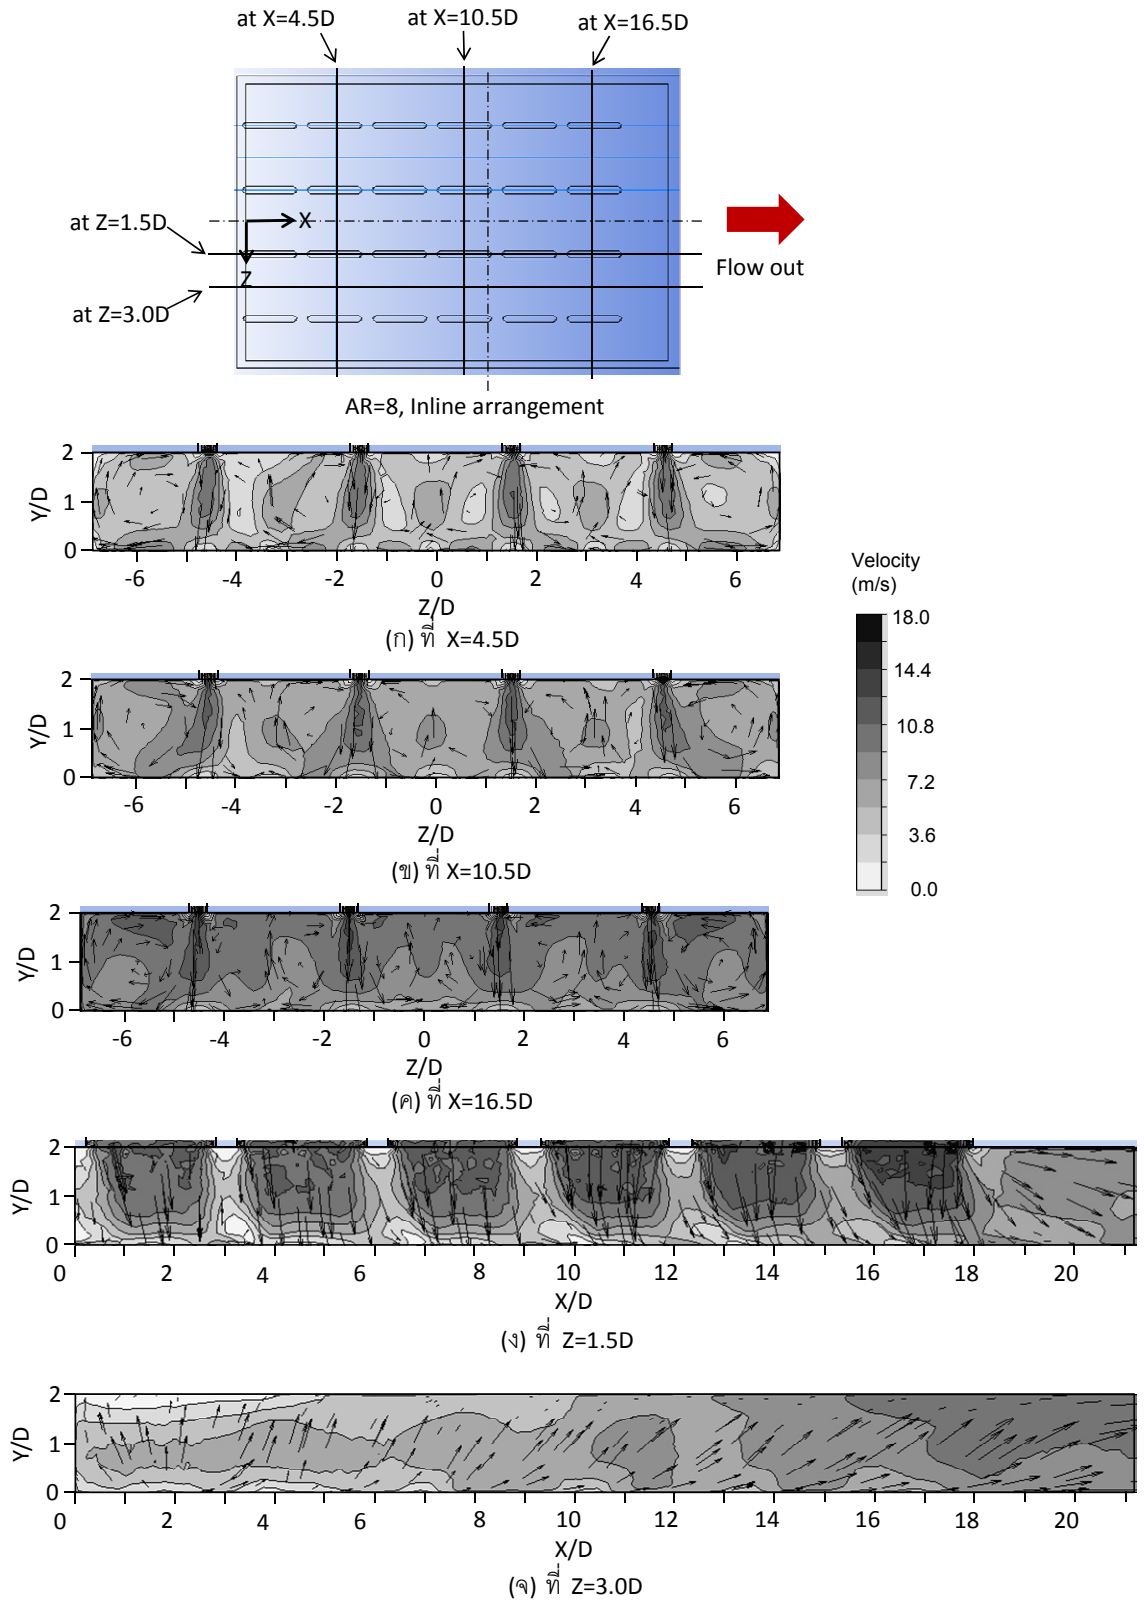 at X=4.5D
at X=10.5D
at X=16.5D
at Z=1.5D
at Z=3.0D
X
Z
Flow out
AR=8, Inline arrangement
Y/D
2
1
0
-6 -4 -2 0 2 4 6
Z/D
(ก) ที่ X=4.5D
Velocity
(m/s)
18.0
14.4
10.8
7.2
3.6
0.0
Y/D
2
1
0
-6 -4 -2 0 2 4 6
Z/D
(ข) ที่ X=10.5D
Y/D
2
1
0
-6 -4 -2 0 2 4 6
Z/D
(ค) ที่ X=16.5D
Y/D
2
1
0
0 2 4 6 8 10 12 14 16 18 20
X/D
(ง) ที่ Z=1.5D
Y/D
2
1
0
0 2 4 6 8 10 12 14 16 18 20
X/D
(จ) ที่ Z=3.0D